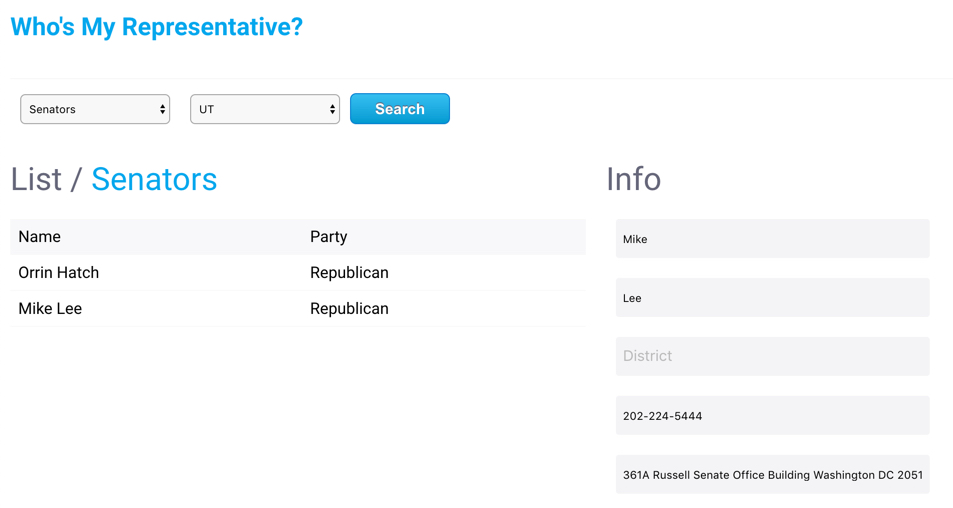 Who's My Representative?
Senators UT Search
List / Senators
Name Party
Orrin Hatch Republican
Mike Lee Republican
Info
Mike
Lee
District
202-224-5444
361A Russell Senate Office Building Washington DC 2051